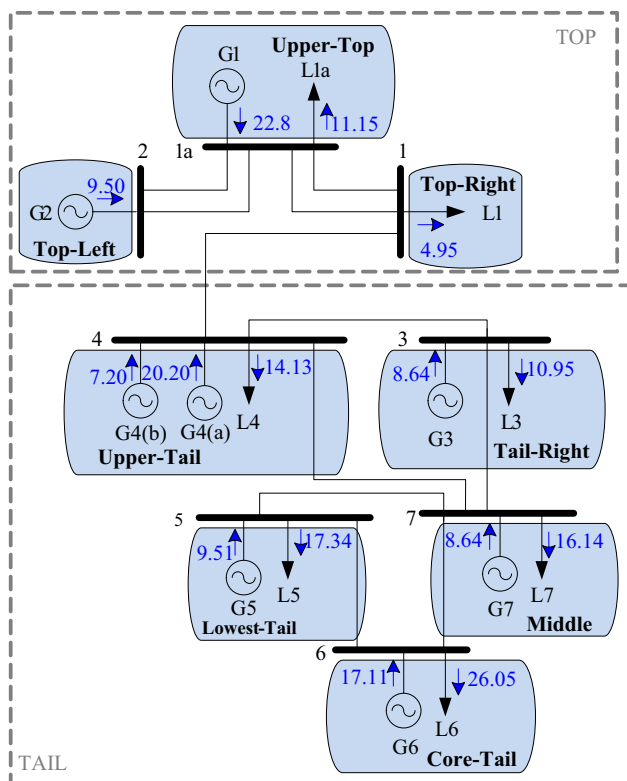 TOP
Upper-Top
G1
L1a
22.8
11.15
2
1a
1
9.50
Top-Right
G2
L1
Top-Left
4.95
4
3
7.20
20.20
14.13
8.64
10.95
G4(b)
G4(a)
L4
G3
L3
Upper-Tail
Tail-Right
5
7
9.51
17.34
8.64
16.14
G5
L5
G7
L7
Lowest-Tail
Middle
6
17.11
26.05
G6
L6
Core-Tail
TAIL